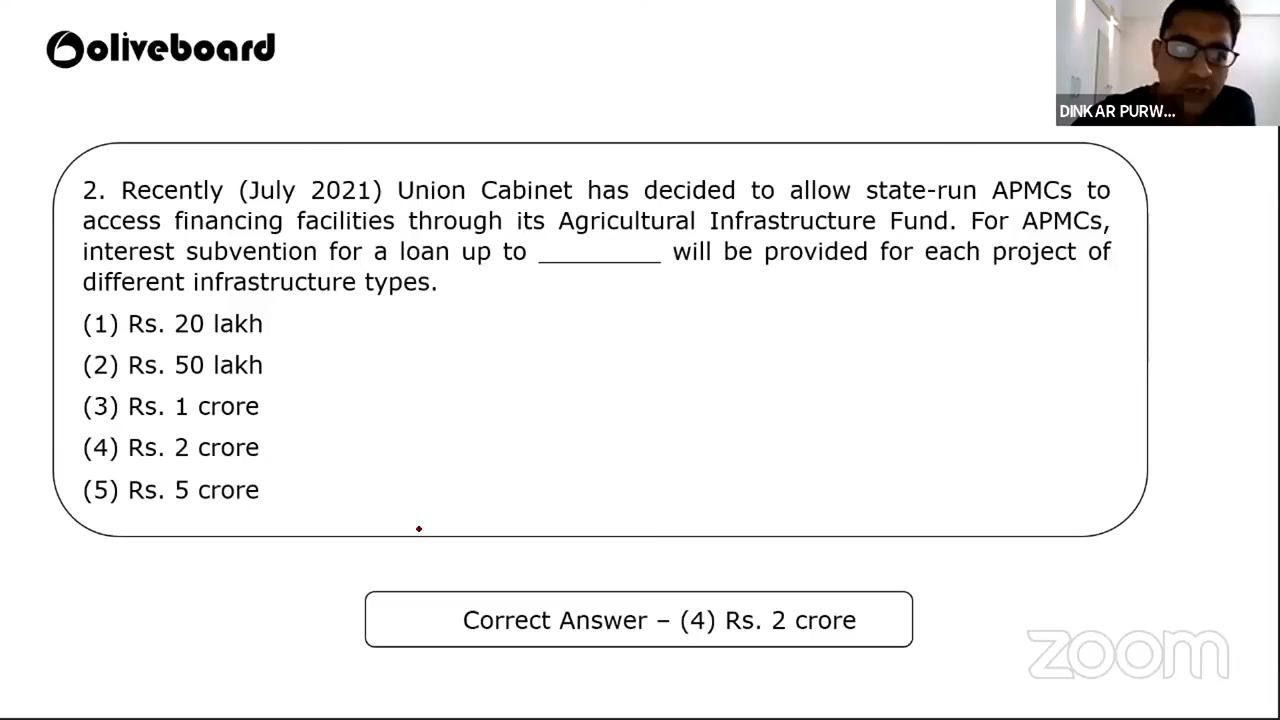 oliveboard
DINKAR PURW...
2. Recently (July 2021) Union Cabinet has decided to allow state-run APMCs to
access financing facilities through its Agricultural Infrastructure Fund. For APMCs,
interest subvention for a loan up to __________ will be provided for each project of
different infrastructure types.
(1) Rs. 20 lakh
(2) Rs. 50 lakh
(3) Rs. 1 crore
(4) Rs. 2 crore
(5) Rs. 5 crore
Correct Answer – (4) Rs. 2 crore
zoom